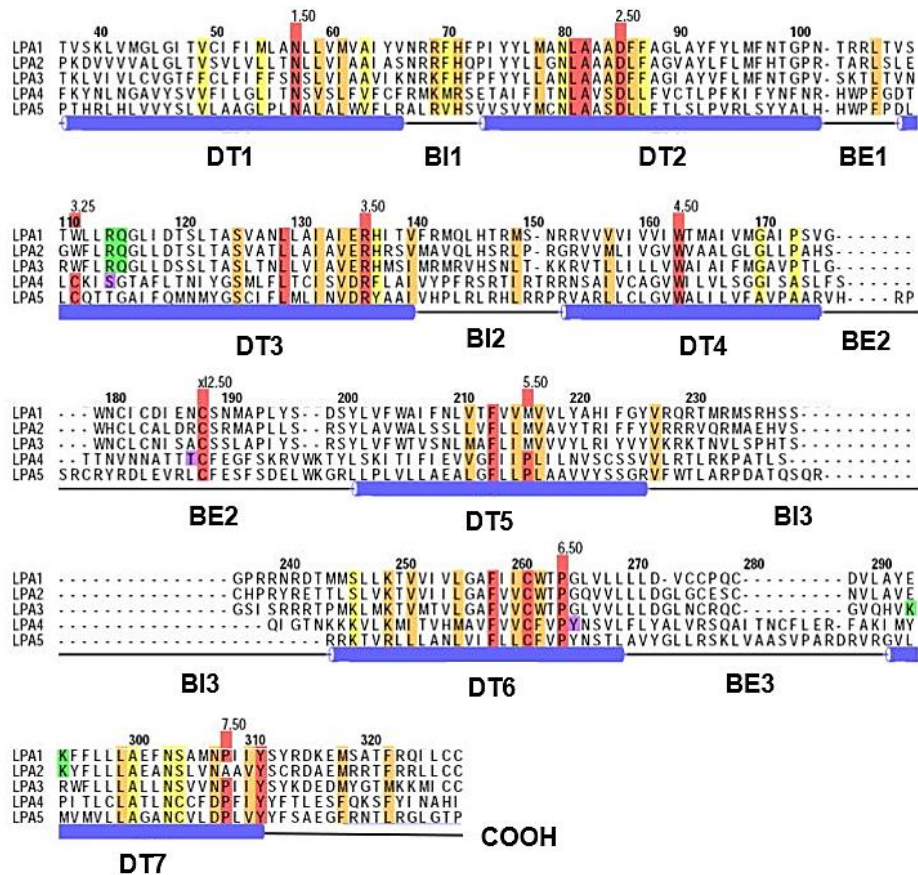 1.50 2.50
40 50 60 70 80 90 100
LPA1 TVSKLVMGLGITVCIFIMLANLLVMVAIYVNRRFHFPIYYLMANLAAADFFAGLAYFYLMFNTGPN-TRRLTVS
LPA2 PKDVVVVALGLTVSVLVLLTNLLVIAAIASNRRFHQPIYYLLGNLAAADLFAGVAYLFLMFHTGPR-TARLSLE
LPA3 TKLVIVLCVGTFFCLFIFFSNSLVIAAVIKNRKFHFPFYYLLANLAAADFFAGIAYVFLMFNTGPV-SKTLTVN
LPA4 FKYNLNGAVYSVVFILGLITNSVSLFVFCFRMKMRSETAIFITNLAVSDLLFVCTLPFKIFYNFNR-HWPFGDT
LPA5 PTHRLHLVVYSLVLAAGLPLNALALWVFLRALRVHSVVSVYMCNLAASDLLFTLSLPVRLSYYALH-HWPFPDL
DT1 BI1 DT2 BE1
3.25 3.50 4.50
110 120 130 140 150 160 170
LPA1 TWLLRQGLIDTSLTASVANLLAIAVERHITVFRMQLHTRMS-NRRVVVVIVVIWTMAIVMGAIPSVG-------
LPA2 GWFLRQGLLDTSLTASVATLLAIAVERHRSVMAVQLHSRLP-RGRVVMLIVGVWVAALGLGLLPAHS-------
LPA3 RWFLRQGLLDSSLTASLTNLLVIAVERHMSIMRMRVHSNLT-KKRVTLLILLVWAIAIFMGAVPTLG-------
LPA4 LCKISGTAFLTNIYGSMLFLTCISVDRFLAIVYPFRSRTIRTRRNSAIVCAGVWILVLSGGISASLFS------
LPA5 LCQTTGAIFQMNMYGSCIFLMLINVDRYAAIVHPLRLRHLRRPRVARLLCLGVWALILVFAVPAARVH----RP
DT3 BI2 DT4 BE2
xl2.50 5.50
180 190 200 210 220 230
LPA1 ---WNCICDIENCSNMAPLYS--DSYLVFWAIFNLVTFVVMVVLYAHIFGYVRQRTMRMSRHSS----------
LPA2 ---WHCLCALDRCSRMAPLLS--RSYLAVWALSSLLVFLLMVAVYTRIFFYVRRRVQRMAEHVS----------
LPA3 ---WNCLCNISACSSLAPIYS--RSYLVFWTVSNLMAFLIMVVVYLRIYVYVKRKTNVLSPHTS----------
LPA4 --TTNVNNATTTCFEGFSKRVWKTYLSKITIFIEVVGFLIPLILNVSCSSVVLRTLRKPATLS-----------
LPA5 SRCRYRDLEVRLCFESFSDELWKGRLLPLVLLAEALGFLLPLAAVVYSSGRVFWTLARPDATQSQR--------
BE2 DT5 BI3
6.50
240 250 260 270 280 290
LPA1 ---------------GPRRNRDTMMSLLKTVVIVLGAFIICWTPGLVLLLLD-VCCPQC------DVLAYE
LPA2 ---------------CHPRYRETTLSLVKTVVIILGAFVVCWTPGQVVLLLDGLGCESC------NVLAVE
LPA3 ---------------GSISRRRTPMKLMKTVMTVLGAFVVCWTPGLVVLLLDGLNCRQC------GVQHVK
LPA4 ------------------QIGTNKKKVLKMITVHMAVFVVCFVPYNSVLFLYALVRSQAITNCFLERFAKIMY
LPA5 -----------------------RRKTVRLLLANLVIFLLCFVPYNSTLAVYGLLRSKLVAASVPARDRVRGVL
BI3 DT6 BE3
7.50
300 310 320
LPA1 KFFLLLAEFNSAMNPIIYSYRDKEMSATFRQILCC
LPA2 KYFLLLAEANSLVNAAVYSCRDAEMRRTFRRLLCC
LPA3 RWFLLLALLNSVVNPIIYSYKDEDMYGTMKKMICC
LPA4 PITLCLATLNCCFDPFIYYFTLESFQKSFYINAHI
LPA5 MVMVLLAGANCVLDPLVYYFSAEGFRNTLRGLGTP
DT7 COOH